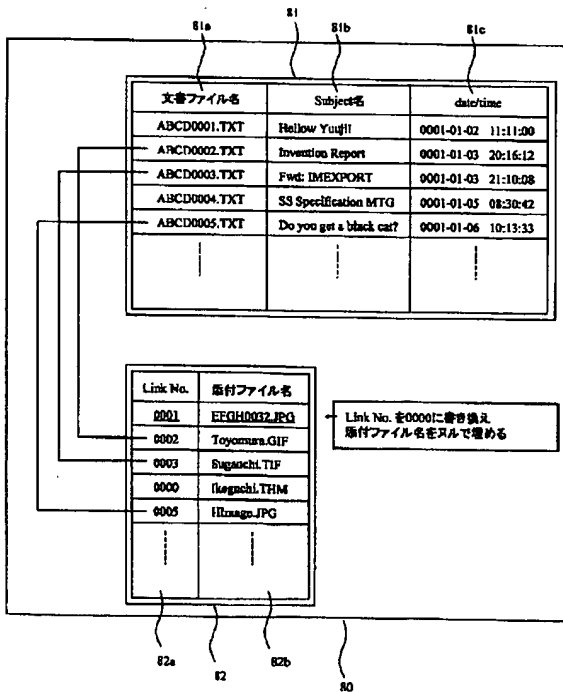 81
81a 81b 81c
文書ファイル名 Subject名 date/time
ABCD0001.TXT Hellow Yuuji! 0001-01-02 11:11:00
ABCD0002.TXT Invention Report 0001-01-03 20:16:12
ABCD0003.TXT Fwd: IMEXPORT 0001-01-03 21:10:08
ABCD0004.TXT S3 Specification MTG 0001-01-05 08:30:42
ABCD0005.TXT Do you get a black cat? 0001-01-06 10:13:33
Link No. 添付ファイル名
0001 EFGH0032.JPG
0002 Toyomura.GIF
0003 Sugauchi.TIF
0000 Ikeguchi.THM
0005 HImage.JPG
Link No. を0000に書き換え
添付ファイル名をヌルで埋める
82a 82 82b 80